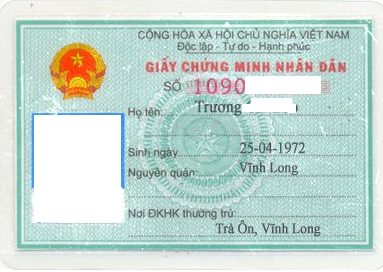 CỘNG HÒA XÃ HỘI CHỦ NGHĨA VIỆT NAM
Độc lập - Tự do - Hạnh phúc
GIẤY CHỨNG MINH NHÂN DÂN
SỐ 1090
Họ tên: Trương
Sinh ngày 25-04-1972
Nguyên quán: Vĩnh Long
Nơi ĐKHK thường trú:
Trà Ôn, Vĩnh Long